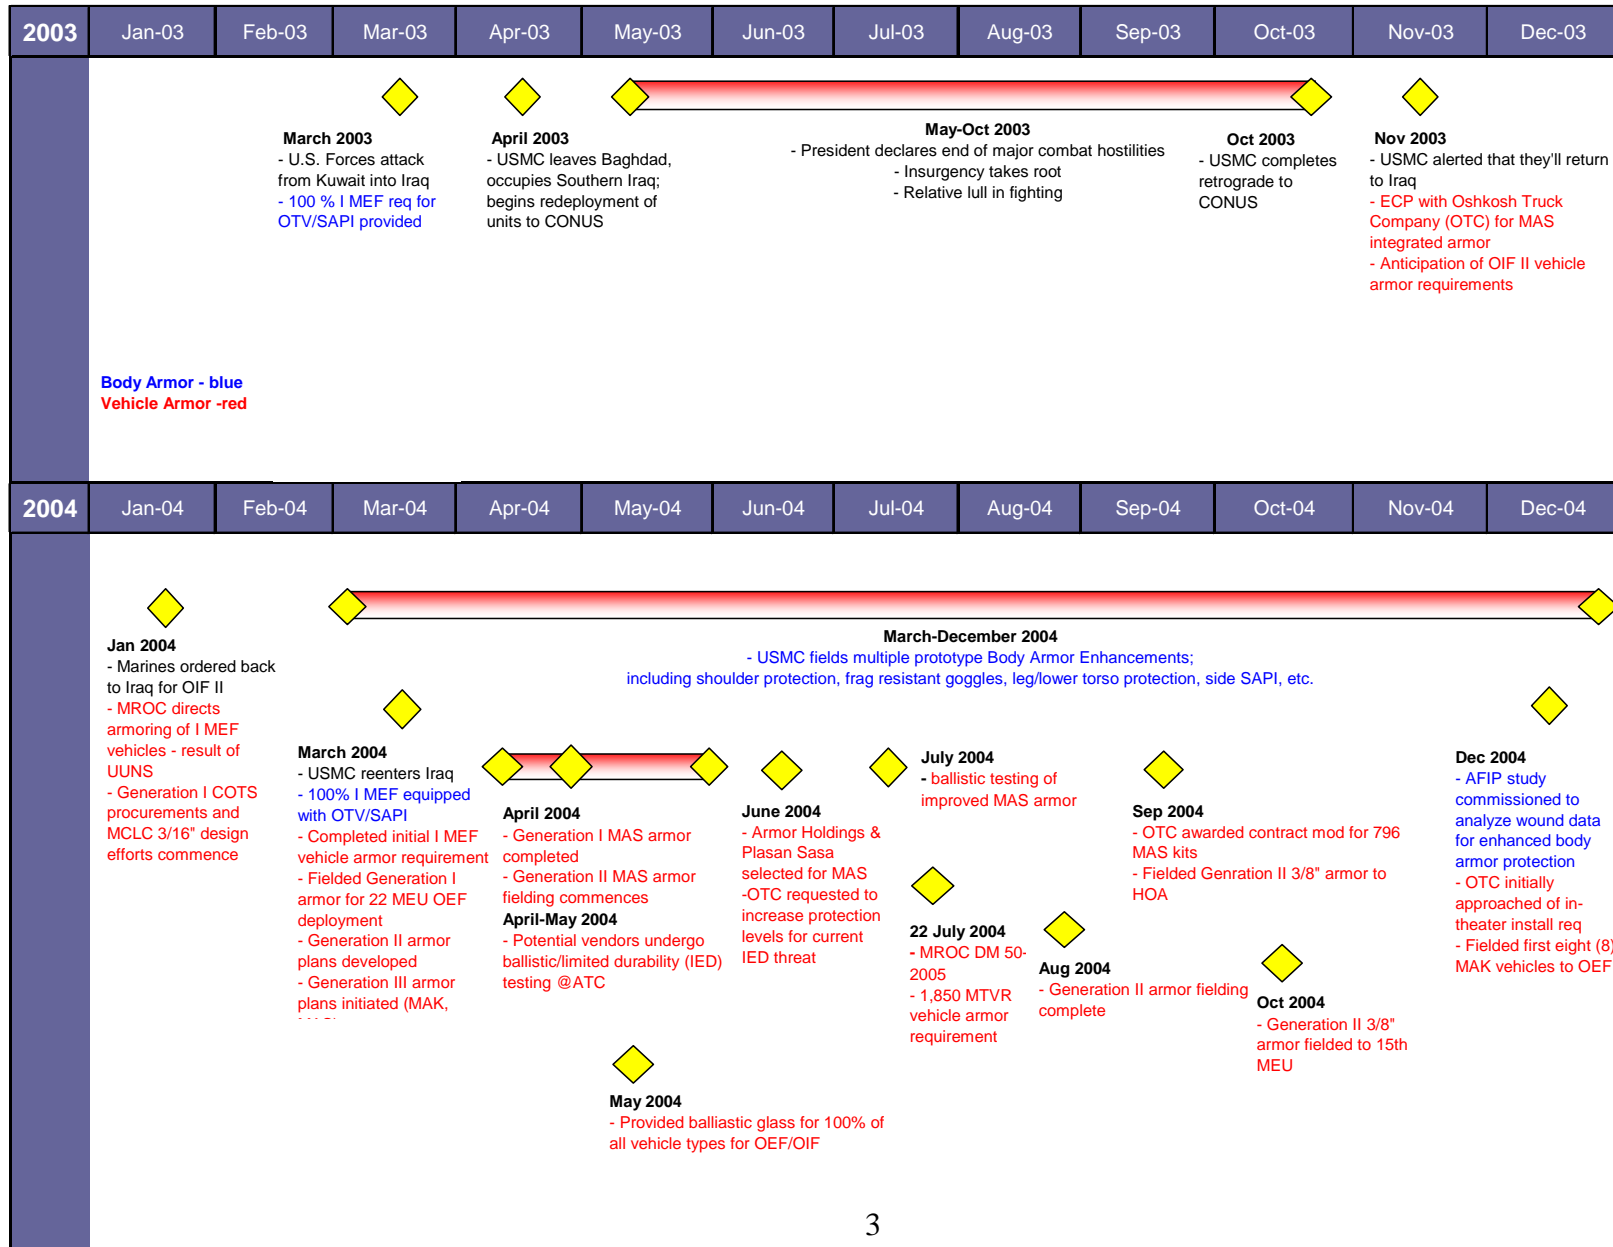 2003 Jan-03 Feb-03 Mar-03 Apr-03 May-03 Jun-03 Jul-03 Aug-03 Sep-03 Oct-03 Nov-03 Dec-03
March 2003
- U.S. Forces attack
from Kuwait into Iraq
- 100 % I MEF req for
OTV/SAPI provided
April 2003
- USMC leaves Baghdad,
occupies Southern Iraq;
begins redeployment of
units to CONUS
May-Oct 2003
- President declares end of major combat hostilities
- Insurgency takes root
- Relative lull in fighting
Oct 2003
- USMC completes
retrograde to
CONUS
Nov 2003
- USMC alerted that they'll return
to Iraq
- ECP with Oshkosh Truck
Company (OTC) for MAS
integrated armor
- Anticipation of OIF II vehicle
armor requirements
Body Armor - blue
Vehicle Armor -red
2004 Jan-04 Feb-04 Mar-04 Apr-04 May-04 Jun-04 Jul-04 Aug-04 Sep-04 Oct-04 Nov-04 Dec-04
Jan 2004
- Marines ordered back
to Iraq for OIF II
- MROC directs
armoring of I MEF
vehicles - result of
UUNS
- Generation I COTS
procurements and
MCLC 3/16" design
efforts commence
March-December 2004
- USMC fields multiple prototype Body Armor Enhancements;
including shoulder protection, frag resistant goggles, leg/lower torso protection, side SAPI, etc.
March 2004
- USMC reenters Iraq
- 100% I MEF equipped
with OTV/SAPI
- Completed initial I MEF
vehicle armor requirement
- Fielded Generation I
armor for 22 MEU OEF
deployment
- Generation II armor
plans developed
- Generation III armor
plans initiated (MAK,
April 2004
- Generation I MAS armor
completed
- Generation II MAS armor
fielding commences
April-May 2004
- Potential vendors undergo
ballistic/limited durability (IED)
testing @ATC
May 2004
- Provided balliastic glass for 100% of
all vehicle types for OEF/OIF
June 2004
- Armor Holdings &
Plasan Sasa
selected for MAS
-OTC requested to
increase protection
levels for current
IED threat
July 2004
- ballistic testing of
improved MAS armor
22 July 2004
- MROC DM 50-
2005
- 1,850 MTVR
vehicle armor
requirement
Aug 2004
- Generation II armor fielding
complete
Sep 2004
- OTC awarded contract mod for 796
MAS kits
- Fielded Genration II 3/8" armor to
HOA
Oct 2004
- Generation II 3/8"
armor fielded to 15th
MEU
Dec 2004
- AFIP study
commissioned to
analyze wound data
for enhanced body
armor protection
- OTC initially
approached of in-
theater install req
- Fielded first eight (8)
MAK vehicles to OEF
3